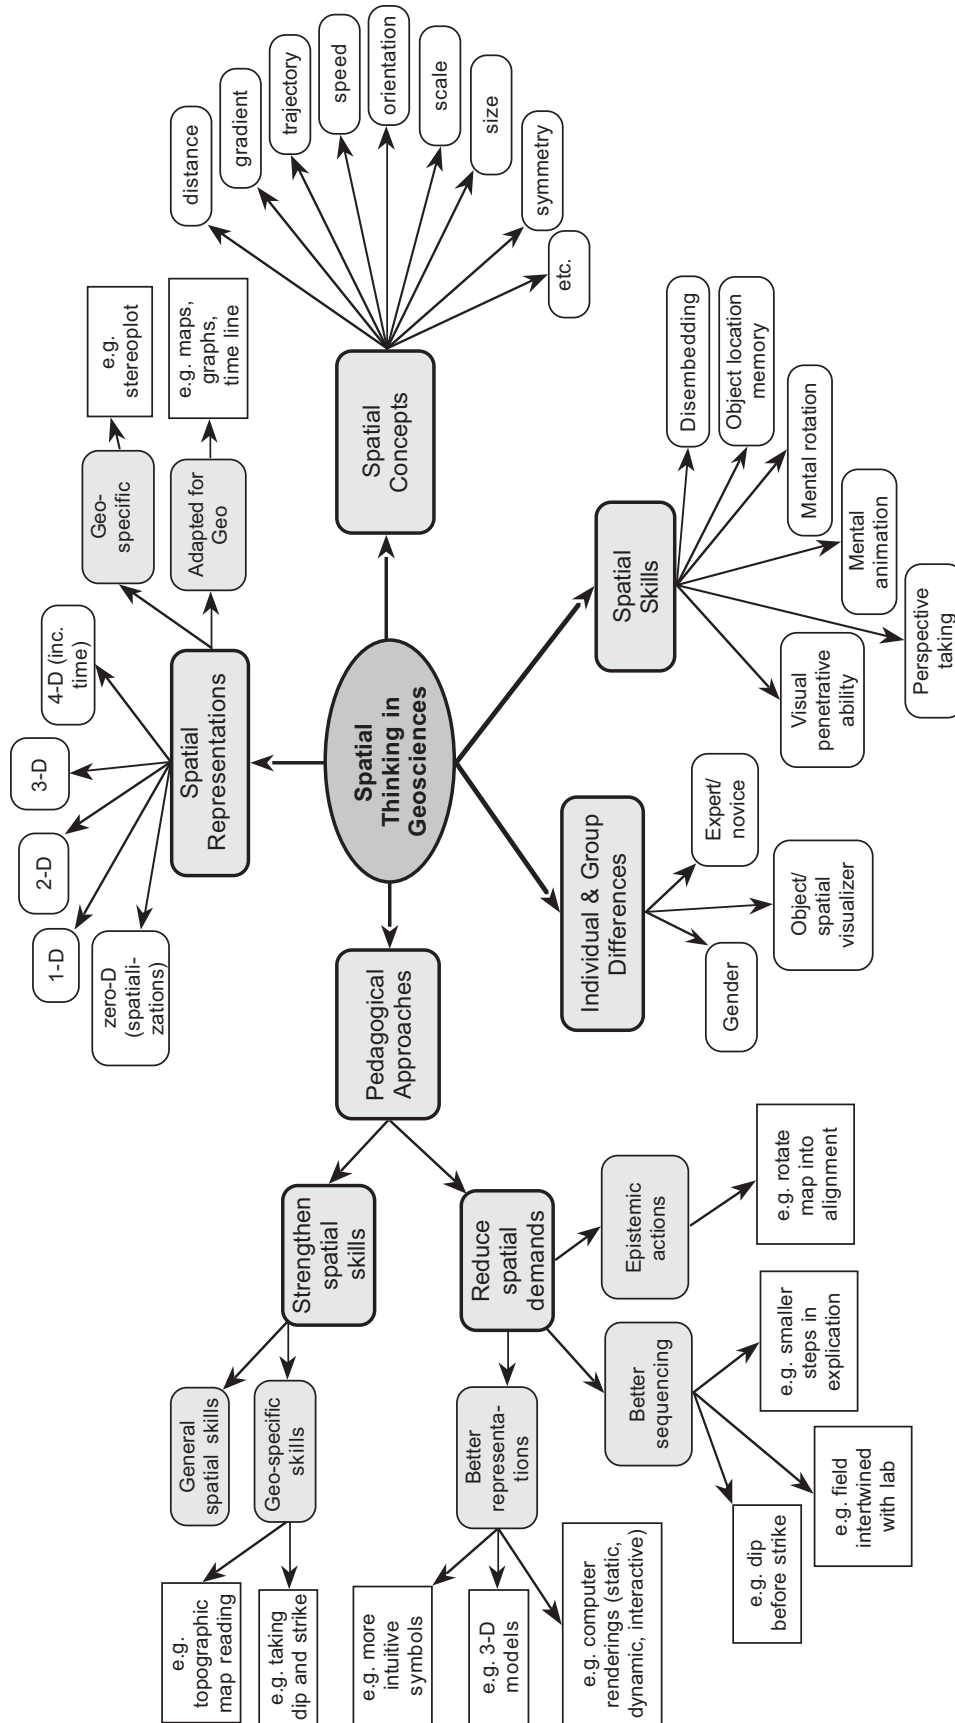 Spatial
Thinking in
Geosciences
Spatial
Representations
zero-D
(spatiali-
zations)
1-D
2-D
3-D
4-D (inc.
time)
Geo-
specific
e.g.
stereoplot
Adapted for
Geo
e.g. maps,
graphs,
time line
Spatial
Concepts
distance
gradient
trajectory
speed
orientation
scale
size
symmetry
etc.
Spatial
Skills
Disembedding
Object location
memory
Mental rotation
Mental
animation
Perspective
taking
Visual
penetrative
ability
Individual & Group
Differences
Expert/
novice
Object/
spatial
visualizer
Gender
Pedagogical
Approaches
Strengthen
spatial
skills
General
spatial skills
Geo-specific
skills
e.g.
topographic
map reading
e.g. taking
dip and strike
Reduce
spatial
demands
Better
representa-
tions
e.g. more
intuitive
symbols
e.g. 3-D
models
e.g. computer
renderings (static,
dynamic, interactive)
Better
sequencing
e.g. dip
before strike
e.g. field
intertwined
with lab
e.g. smaller
steps in
explication
Epistemic
actions
e.g. rotate
map into
alignment